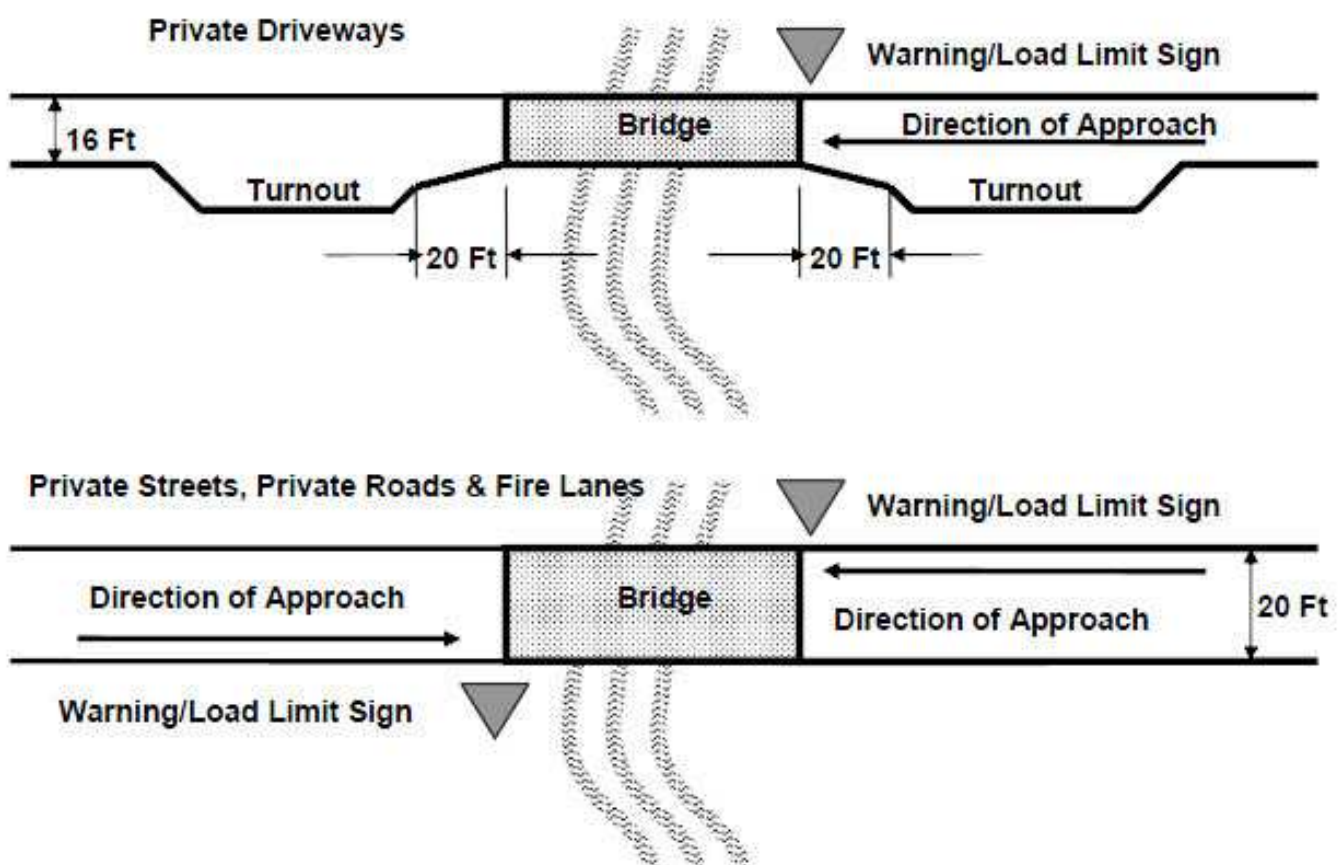 Private Driveways
Warning/Load Limit Sign
16 Ft
Bridge
Direction of Approach
Turnout
Turnout
20 Ft
20 Ft
Private Streets, Private Roads & Fire Lanes
Warning/Load Limit Sign
Direction of Approach
Bridge
Direction of Approach
20 Ft
Warning/Load Limit Sign